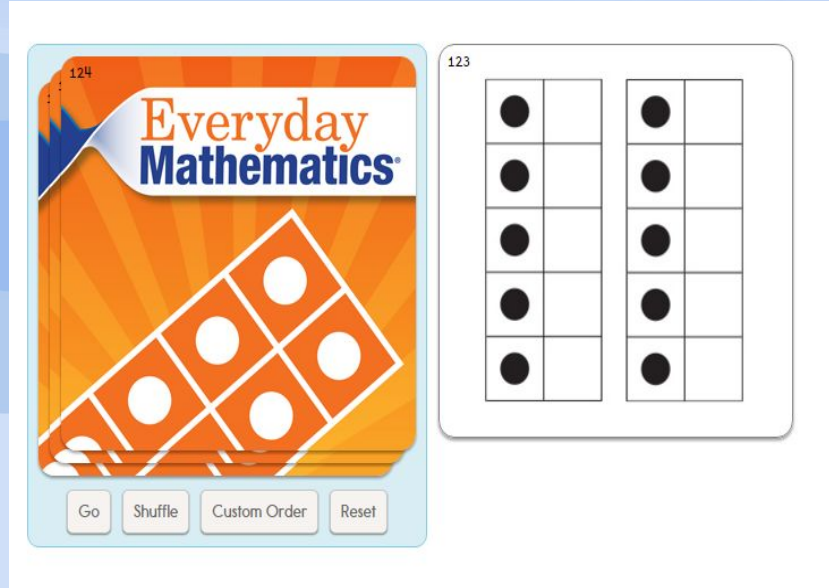 124
Everyday
Mathematics®
Go
Shuffle
Custom Order
Reset
123